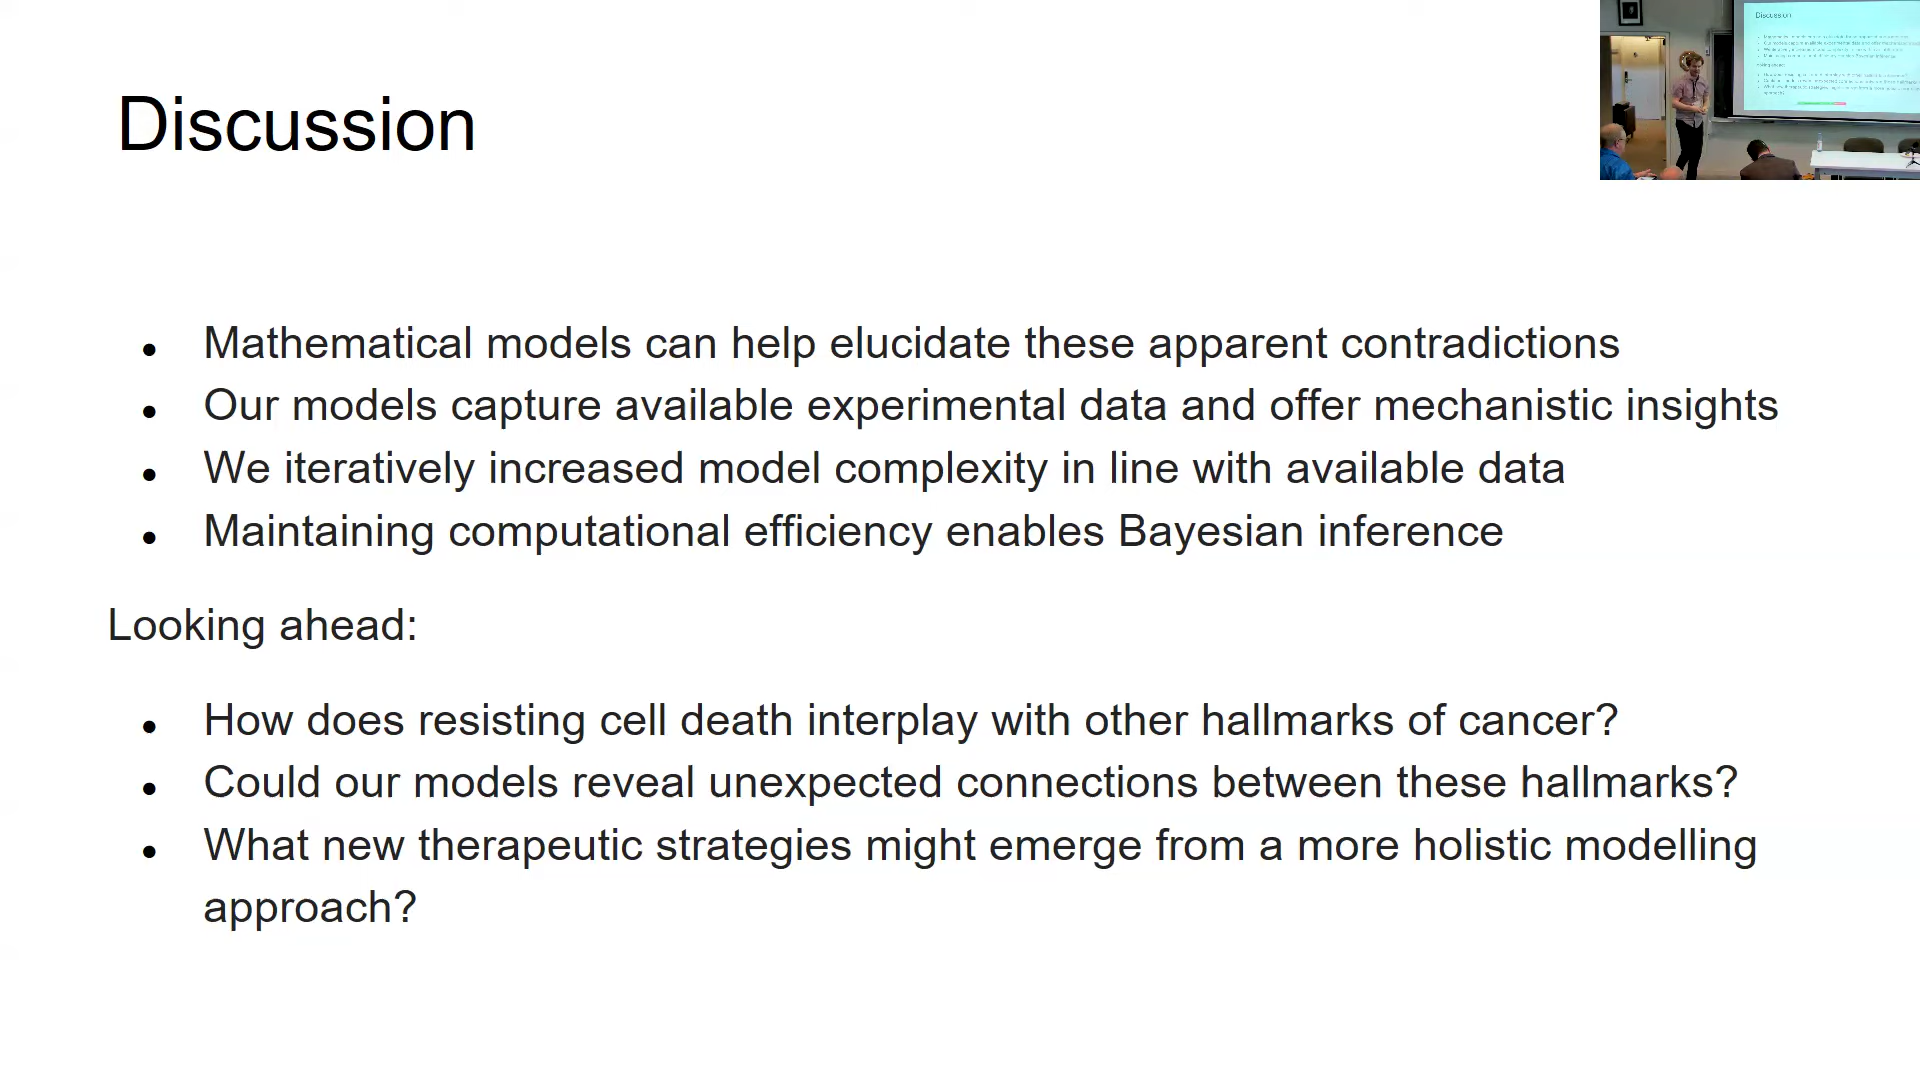 Discussion
• Mathematical models can help elucidate these apparent contradictions
• Our models capture available experimental data and offer mechanistic insights
• We iteratively increased model complexity in line with available data
• Maintaining computational efficiency enables Bayesian inference
Looking ahead:
• How does resisting cell death interplay with other hallmarks of cancer?
• Could our models reveal unexpected connections between these hallmarks?
• What new therapeutic strategies might emerge from a more holistic modelling
approach?
Discussion